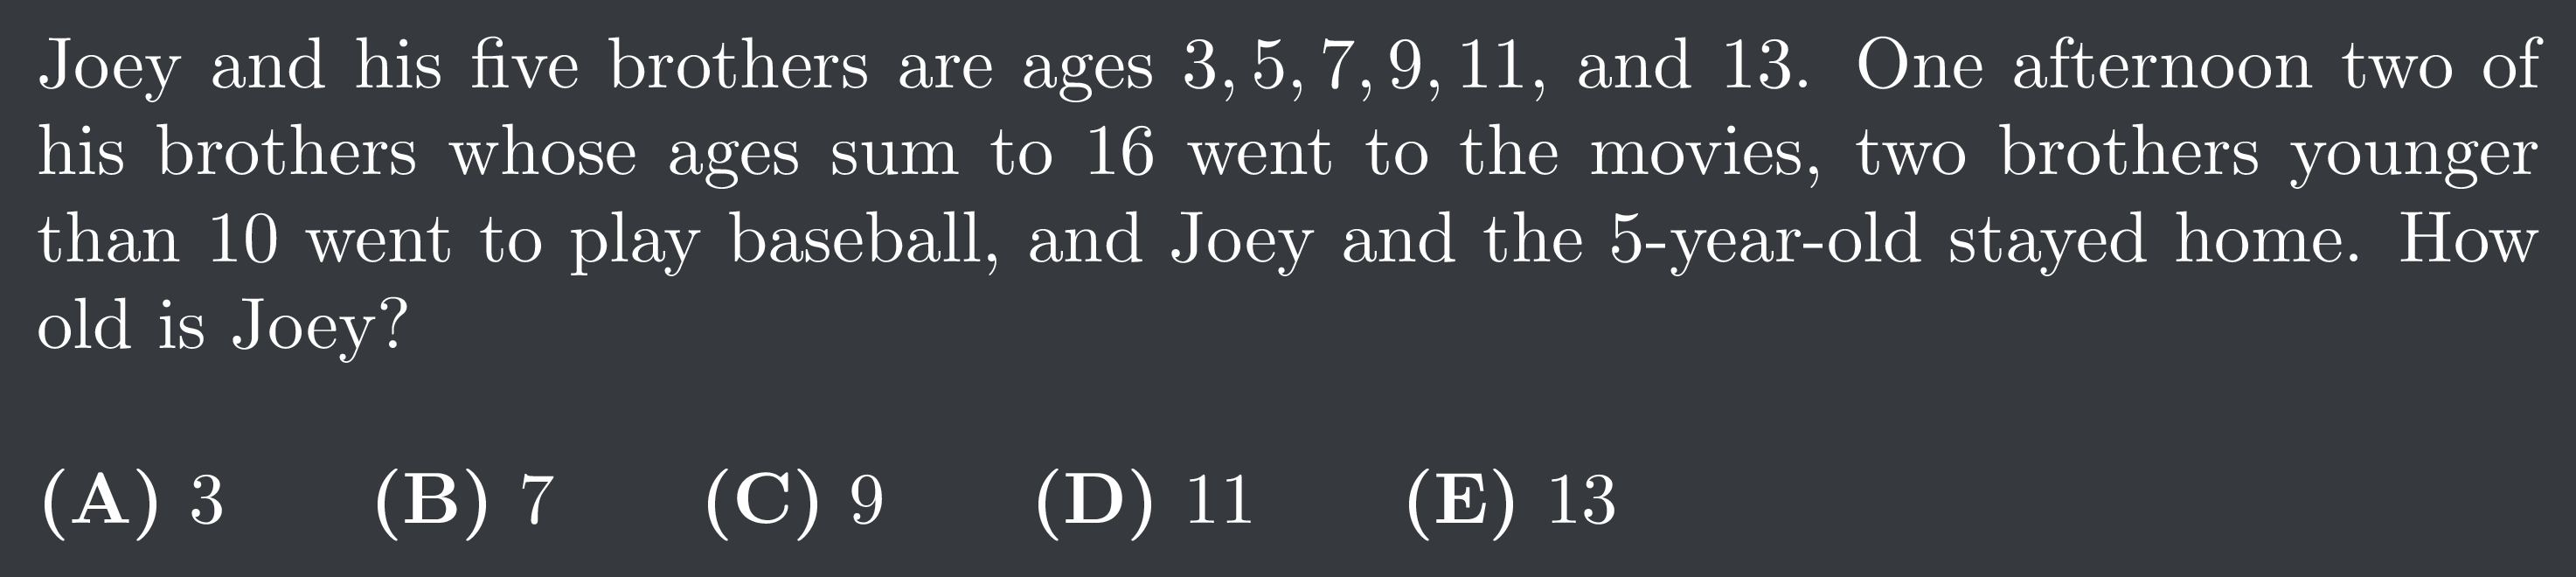 Joey and his five brothers are ages 3, 5, 7, 9, 11, and 13. One afternoon two of
his brothers whose ages sum to 16 went to the movies, two brothers younger
than 10 went to play baseball, and Joey and the 5-year-old stayed home. How
old is Joey?
(A) 3 (B) 7 (C) 9 (D) 11 (E) 13